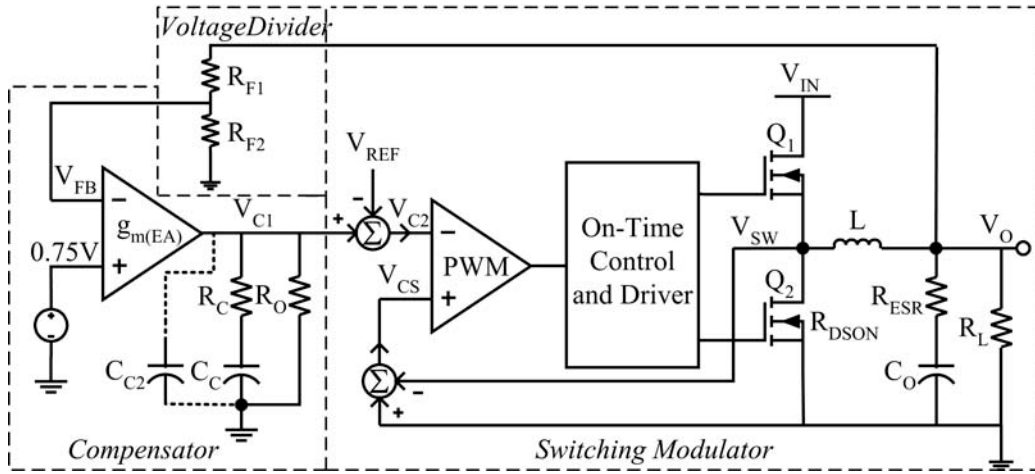 VoltageDivider
R_F1
R_F2
V_FB
g_m(EA)
0.75V
V_C1
R_C
R_O
C_C2
C_C
Compensator
V_REF
-
+
Σ
V_C2
-
PWM
+
V_CS
Σ
-
+
On-Time
Control
and Driver
V_IN
Q_1
V_SW
L
V_O
Q_2
R_DSON
R_ESR
R_L
C_O
Switching Modulator